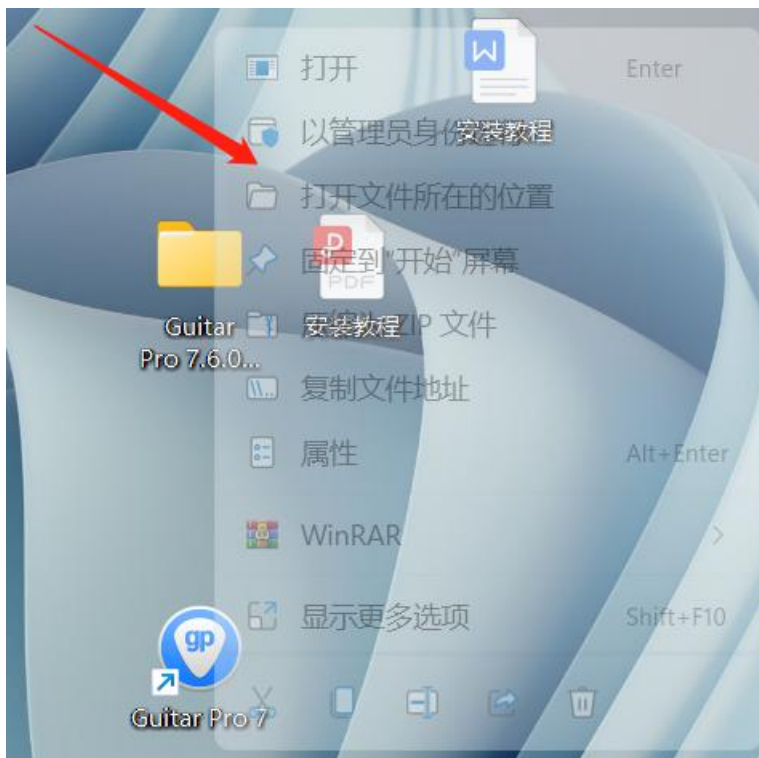 打开 Enter
以管理员身份
安装教程
打开文件所在的位置
固定到"开始"屏幕
PDF
Guitar
Pro 7.6.0...
安装教程
ZIP 文件
复制文件地址
属性 Alt+Enter
WinRAR
显示更多选项 Shift+F10
gp
Guitar Pro 7